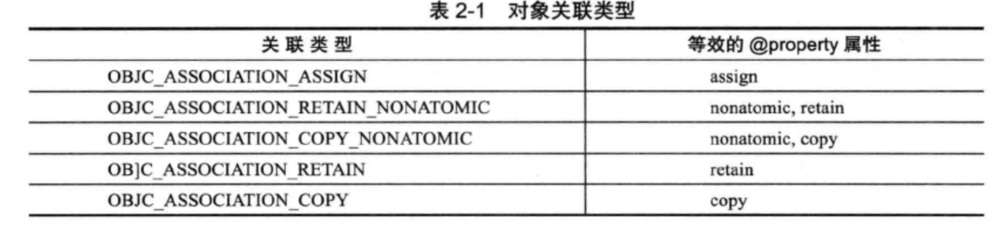 表 2-1 对象关联类型
关 联 类 型 等效的 @property 属性
OBJC_ASSOCIATION_ASSIGN assign
OBJC_ASSOCIATION_RETAIN_NONATOMIC nonatomic, retain
OBJC_ASSOCIATION_COPY_NONATOMIC nonatomic, copy
OB]C_ASSOCIATION_RETAIN retain
OBJC_ASSOCIATION_COPY copy